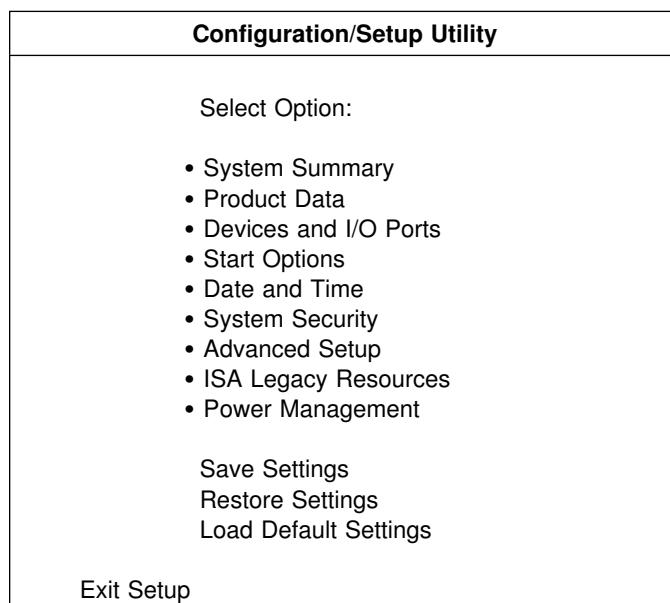 Configuration/Setup Utility
Select Option:
• System Summary
• Product Data
• Devices and I/O Ports
• Start Options
• Date and Time
• System Security
• Advanced Setup
• ISA Legacy Resources
• Power Management
Save Settings
Restore Settings
Load Default Settings
Exit Setup